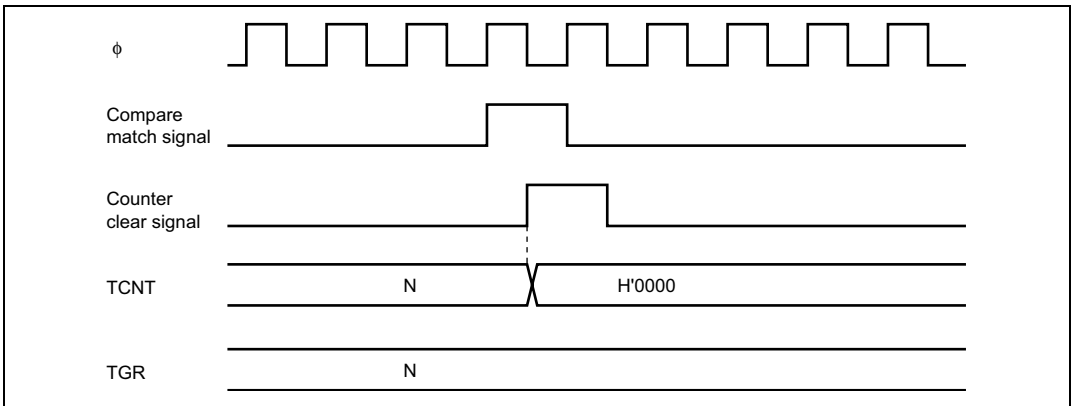 ϕ
Compare
match signal
Counter
clear signal
TCNT N H'0000
TGR N